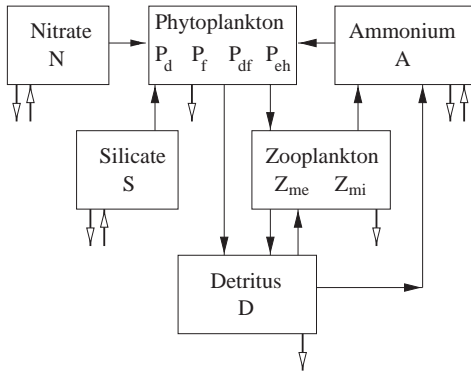 Nitrate
N
Phytoplankton
P_d P_f P_df P_eh
Ammonium
A
Silicate
S
Zooplankton
Z_me Z_mi
Detritus
D